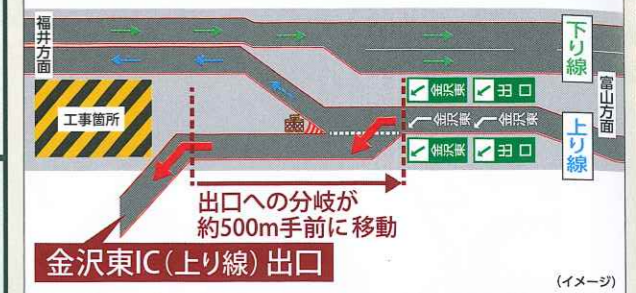 福井方面
下り線
富山方面
金沢東
出口
工事箇所
金沢東
金沢東
上り線
金沢東
出口
出口への分岐が
約500m手前に移動
金沢東IC(上り線)出口
(イメージ)